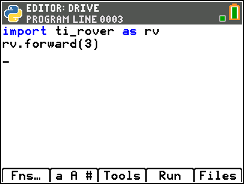 EDITOR: DRIVE
PROGRAM LINE 0003
import ti_rover as rv
rv.forward(3)
_
Fns… a A # Tools Run Files